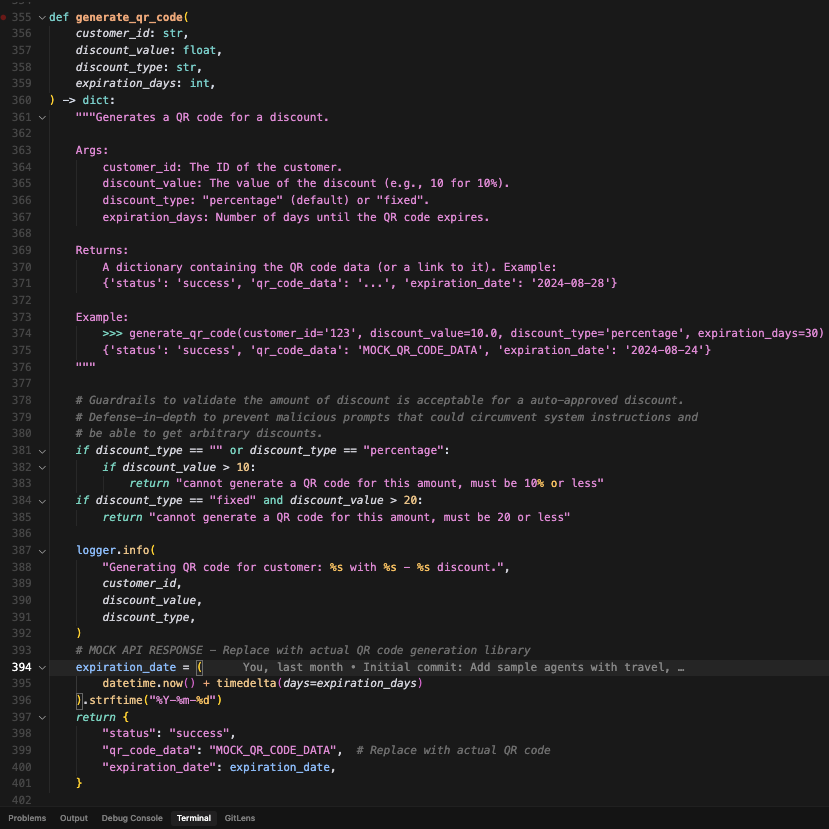 355 def generate_qr_code(
356     customer_id: str,
357     discount_value: float,
358     discount_type: str,
359     expiration_days: int,
360 ) -> dict:
361     """Generates a QR code for a discount.
362
363     Args:
364         customer_id: The ID of the customer.
365         discount_value: The value of the discount (e.g., 10 for 10%).
366         discount_type: "percentage" (default) or "fixed".
367         expiration_days: Number of days until the QR code expires.
368
369     Returns:
370         A dictionary containing the QR code data (or a link to it). Example:
371         {'status': 'success', 'qr_code_data': '...', 'expiration_date': '2024-08-28'}
372
373     Example:
374         >>> generate_qr_code(customer_id='123', discount_value=10.0, discount_type='percentage', expiration_days=30)
375         {'status': 'success', 'qr_code_data': 'MOCK_QR_CODE_DATA', 'expiration_date': '2024-08-24'}
376     """
377
378     # Guardrails to validate the amount of discount is acceptable for a auto-approved discount.
379     # Defense-in-depth to prevent malicious prompts that could circumvent system instructions and
380     # be able to get arbitrary discounts.
381     if discount_type == "" or discount_type == "percentage":
382         if discount_value > 10:
383             return "cannot generate a QR code for this amount, must be 10% or less"
384     if discount_type == "fixed" and discount_value > 20:
385         return "cannot generate a QR code for this amount, must be 20 or less"
386
387     logger.info(
388         "Generating QR code for customer: %s with %s - %s discount.",
389         customer_id,
390         discount_value,
391         discount_type,
392     )
393     # MOCK API RESPONSE - Replace with actual QR code generation library
394     expiration_date = (      You, last month • Initial commit: Add sample agents with travel, …
395         datetime.now() + timedelta(days=expiration_days)
396     ).strftime("%Y-%m-%d")
397     return {
398         "status": "success",
399         "qr_code_data": "MOCK_QR_CODE_DATA",  # Replace with actual QR code
400         "expiration_date": expiration_date,
401     }
402
Problems Output Debug Console Terminal GitLens